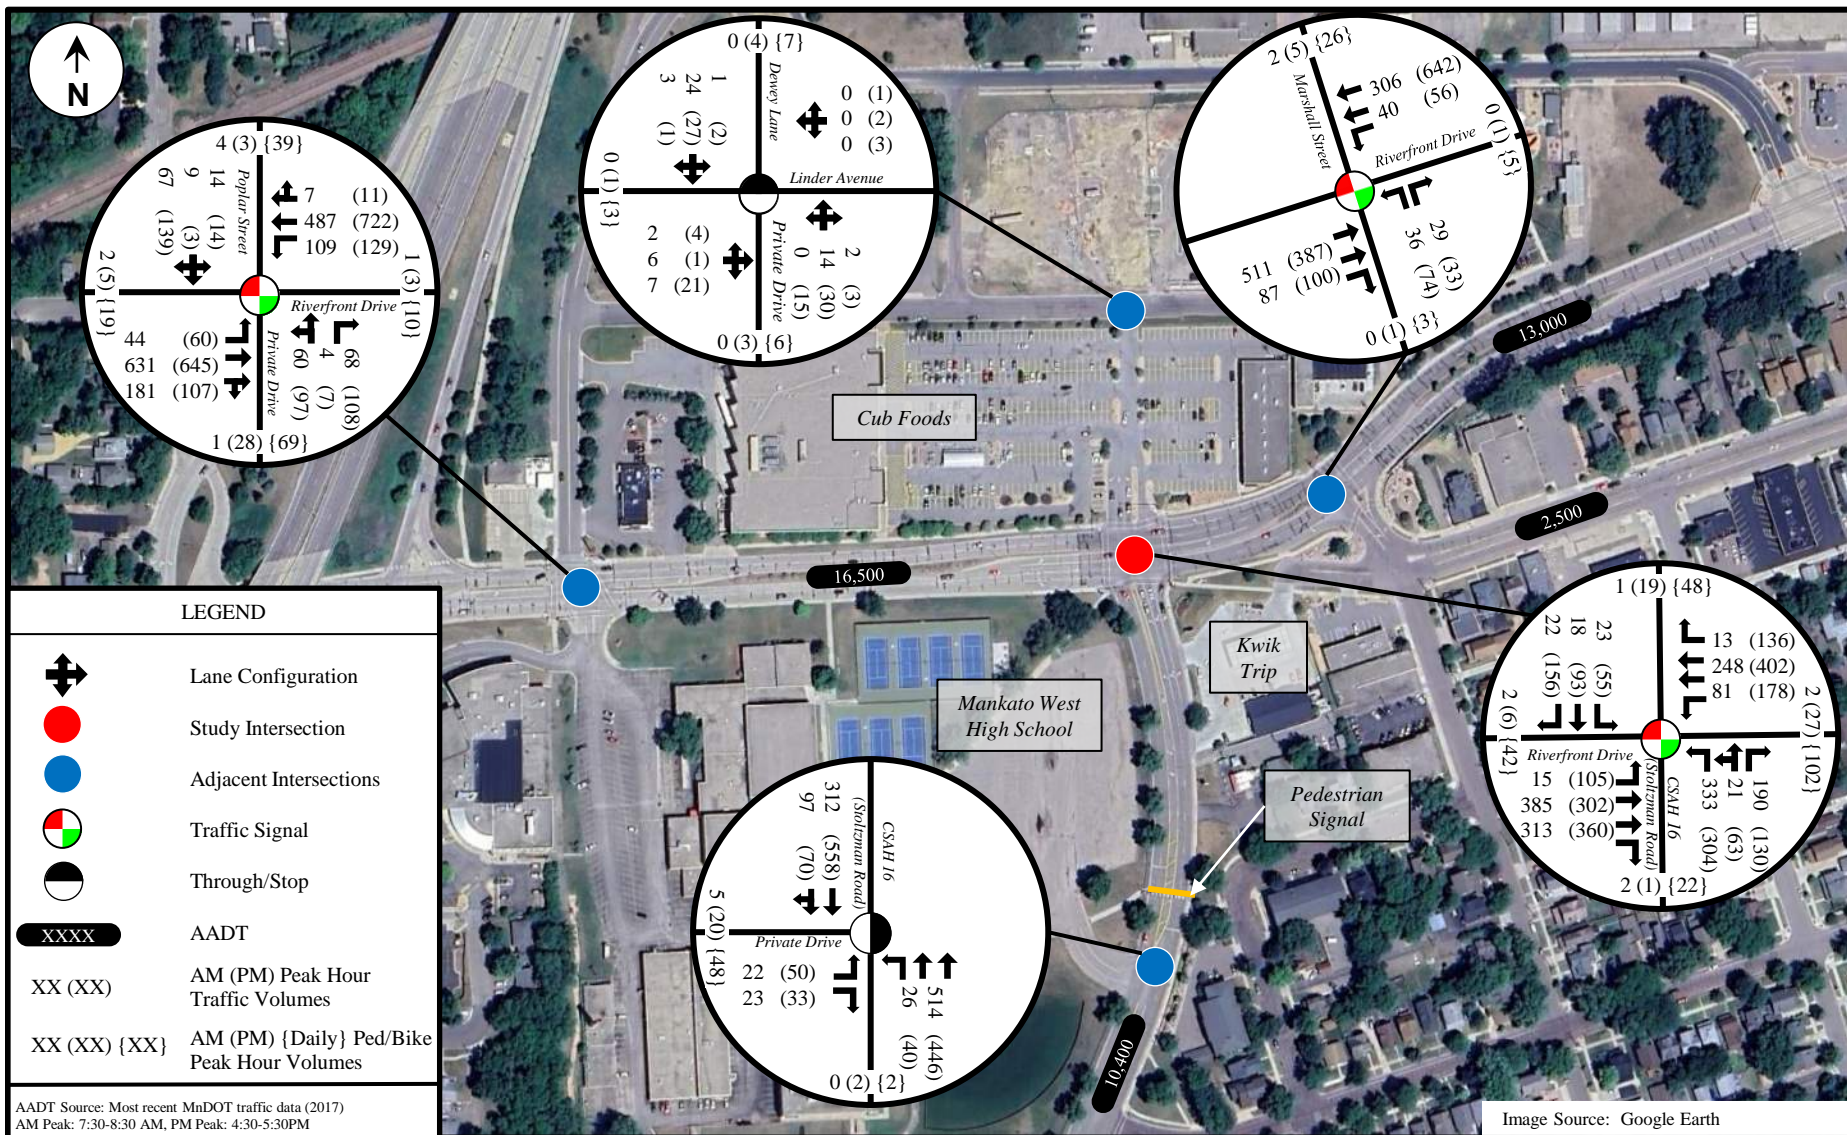 N
4 (3) {39}
67 (139)
9 (3)
14 (14)
Poplar Street
7 (11)
487 (722)
109 (129)
2 (5) {19}
1 (3) {10}
Riverfront Drive
44 (60)
631 (645)
181 (107)
Private Drive
60 (97)
4 (7)
68 (108)
1 (28) {69}
0 (4) {7}
3 (1)
24 (27)
1 (2)
Dewey Lane
0 (1)
0 (2)
0 (3)
0 (1) {3}
Linder Avenue
2 (4)
6 (1)
7 (21)
Private Drive
0 (15)
14 (30)
2 (3)
0 (3) {6}
2 (5) {26}
Marshall Street
306 (642)
40 (56)
0 (1) {5}
Riverfront Drive
511 (387)
87 (100)
36 (74)
29 (33)
0 (1) {3}
13,000
2,500
16,500
10,400
Cub Foods
Kwik
Trip
Mankato West
High School
Pedestrian
Signal
1 (19) {48}
22 (156)
18 (93)
23 (55)
13 (136)
248 (402)
81 (178)
2 (6) {42}
2 (27) {102}
Riverfront Drive
15 (105)
385 (302)
313 (360)
CSAH 16
(Stoltzman Road)
333 (304)
21 (63)
190 (130)
2 (1) {22}
97 (70)
312 (558)
CSAH 16
(Stoltzman Road)
5 (20) {48}
Private Drive
22 (50)
23 (33)
26 (40)
514 (446)
0 (2) {2}
LEGEND
Lane Configuration
Study Intersection
Adjacent Intersections
Traffic Signal
Through/Stop
XXXX AADT
XX (XX) AM (PM) Peak Hour
Traffic Volumes
XX (XX) {XX} AM (PM) {Daily} Ped/Bike
Peak Hour Volumes
AADT Source: Most recent MnDOT traffic data (2017)
AM Peak: 7:30-8:30 AM, PM Peak: 4:30-5:30PM
Image Source: Google Earth